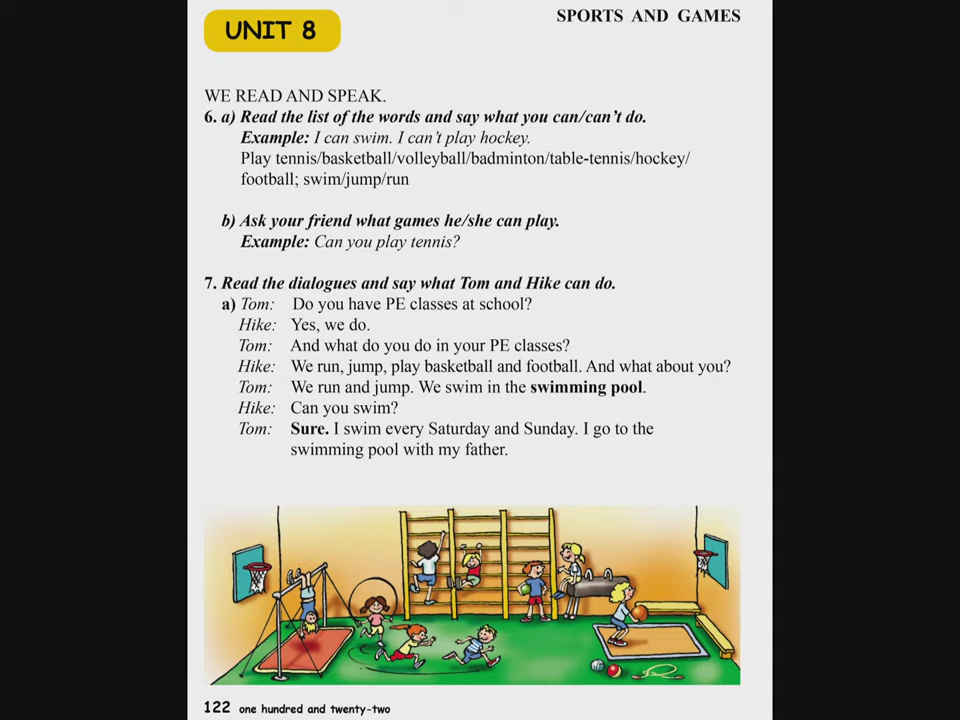 UNIT 8
SPORTS AND GAMES
WE READ AND SPEAK.
6. a) Read the list of the words and say what you can/can't do.
Example: I can swim. I can't play hockey.
Play tennis/basketball/volleyball/badminton/table-tennis/hockey/
football; swim/jump/run
b) Ask your friend what games he/she can play.
Example: Can you play tennis?
7. Read the dialogues and say what Tom and Hike can do.
a) Tom: Do you have PE classes at school?
Hike: Yes, we do.
Tom: And what do you do in your PE classes?
Hike: We run, jump, play basketball and football. And what about you?
Tom: We run and jump. We swim in the swimming pool.
Hike: Can you swim?
Tom: Sure. I swim every Saturday and Sunday. I go to the
swimming pool with my father.
122 one hundred and twenty-two